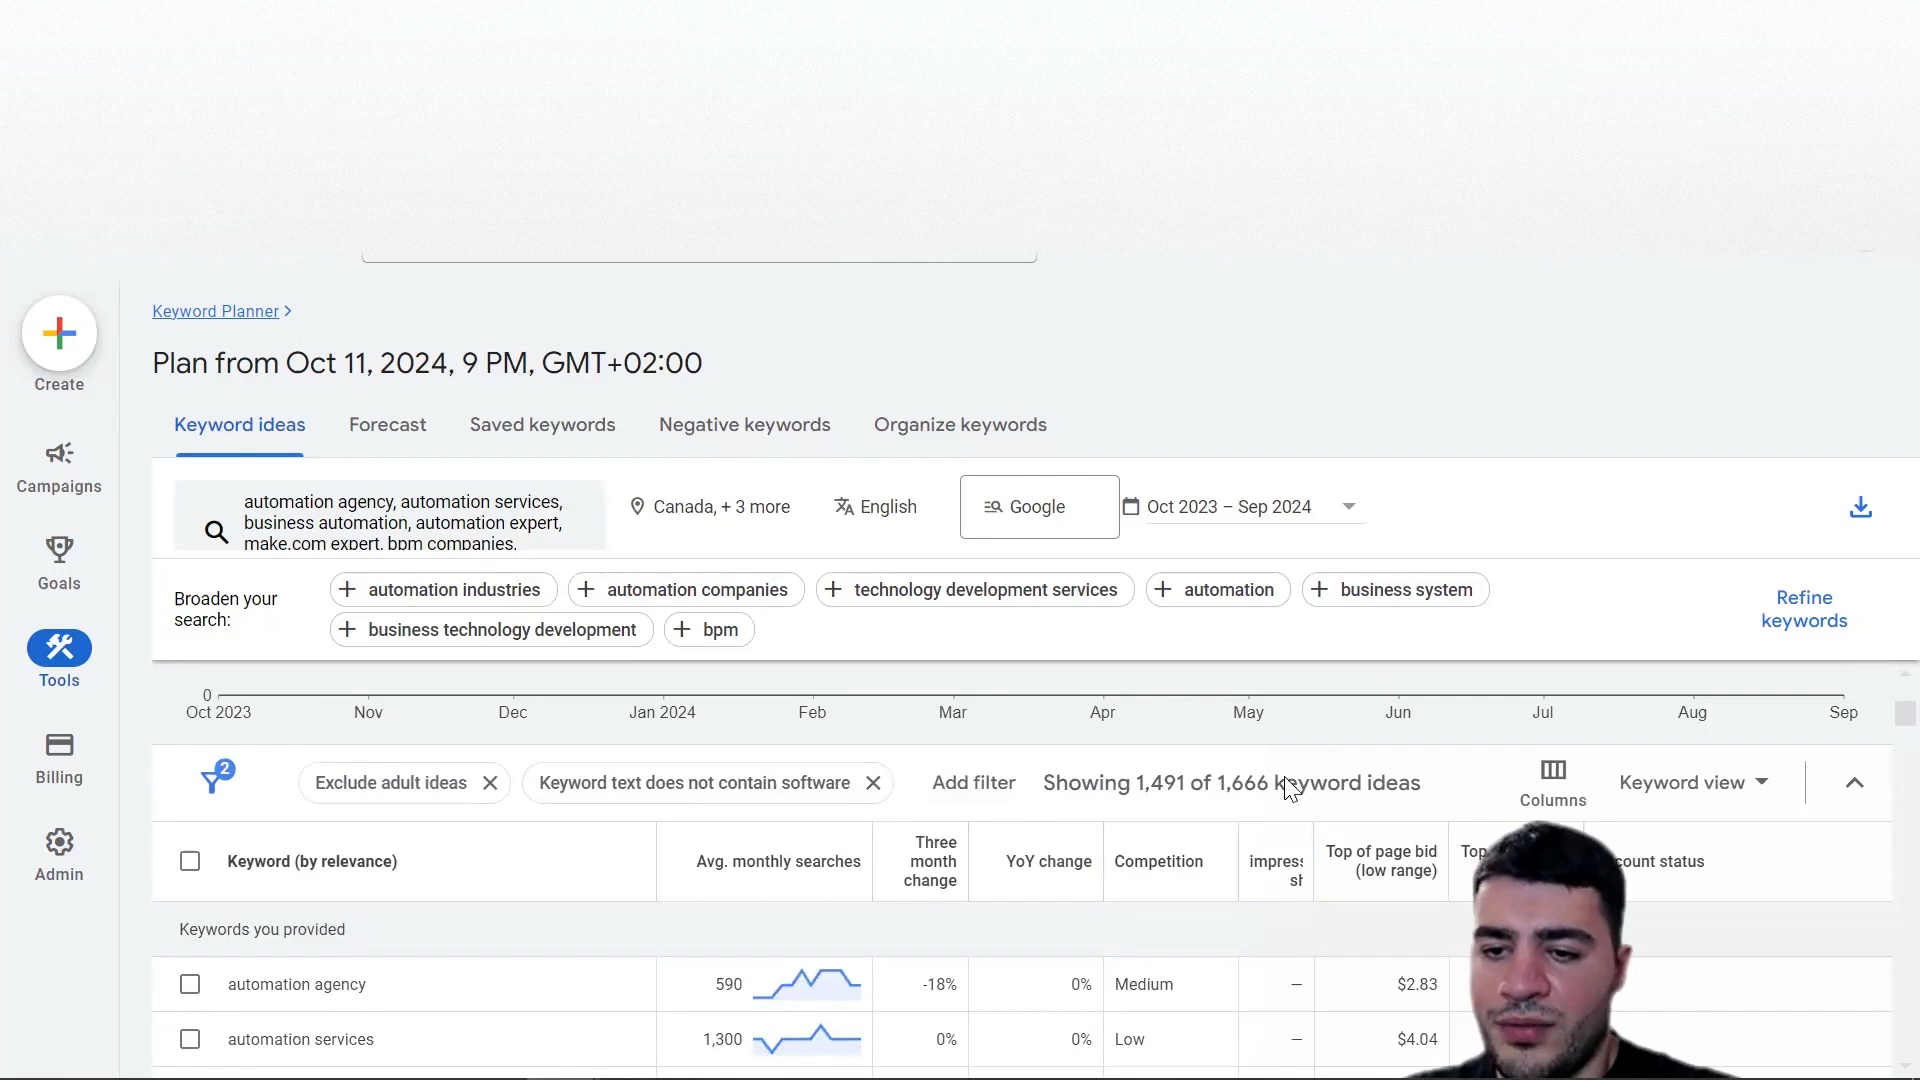 Keyword Planner
Plan from Oct 11, 2024, 9 PM, GMT+02:00
Create
Campaigns
Goals
Tools
Billing
Admin
Keyword ideas
Forecast
Saved keywords
Negative keywords
Organize keywords
automation agency, automation services,
business automation, automation expert,
make.com expert, bpm companies,
Canada, + 3 more
English
Google
Oct 2023 – Sep 2024
Broaden your
search:
automation industries
automation companies
technology development services
automation
business system
business technology development
bpm
Refine
keywords
0
Oct 2023 Nov Dec Jan 2024 Feb Mar Apr May Jun Jul Aug Sep
2
Exclude adult ideas
Keyword text does not contain software
Add filter
Showing 1,491 of 1,666 keyword ideas
Columns
Keyword view
Keyword (by relevance)
Avg. monthly searches
Three
month
change
YoY change
Competition
Top of page bid
(low range)
Top
status
Keywords you provided
automation agency 590 -18% 0% Medium – $2.83
automation services 1,300 0% 0% Low – $4.04